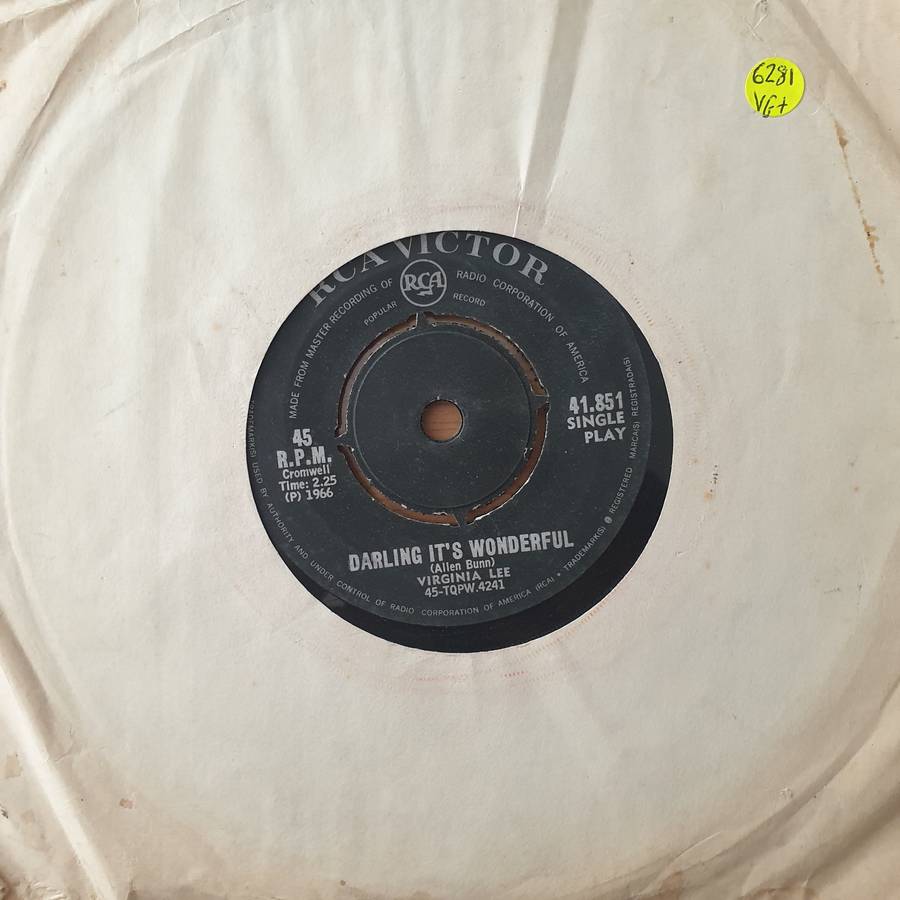 6281
VG+
RCA VICTOR
MADE FROM MASTER RECORDING OF RADIO CORPORATION OF AMERICA
RCA
POPULAR RECORD
45
R.P.M.
Cromwell
Time: 2.25
(P) 1966
41.851
SINGLE
PLAY
DARLING IT'S WONDERFUL
(Allen Bunn)
VIRGINIA LEE
45-TQPW.4241
TRADEMARK(S) USED BY AUTHORITY AND UNDER CONTROL OF RADIO CORPORATION OF AMERICA (RCA) • TRADEMARK(S) ® REGISTERED MARCA(S) REGISTRADA(S)